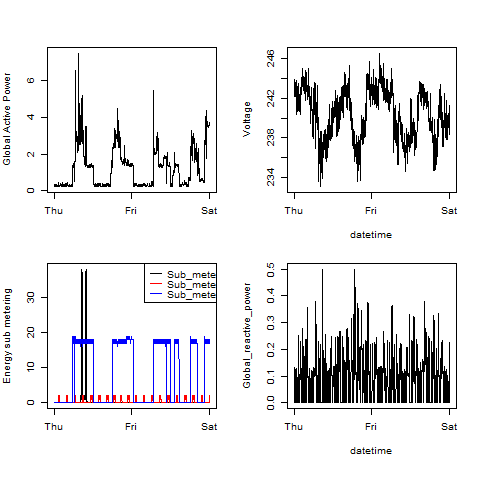 Global Active Power
6
4
2
0
Thu Fri Sat
Voltage
246
242
238
234
Thu Fri Sat
datetime
Energy sub metering
30
20
10
0
Sub_mete
Sub_mete
Sub_mete
Thu Fri Sat
Global_reactive_power
0.5
0.4
0.3
0.2
0.1
0.0
Thu Fri Sat
datetime